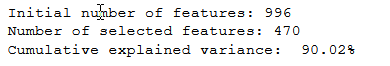 Initial number of features: 996
Number of selected features: 470
Cumulative explained variance:  90.02%